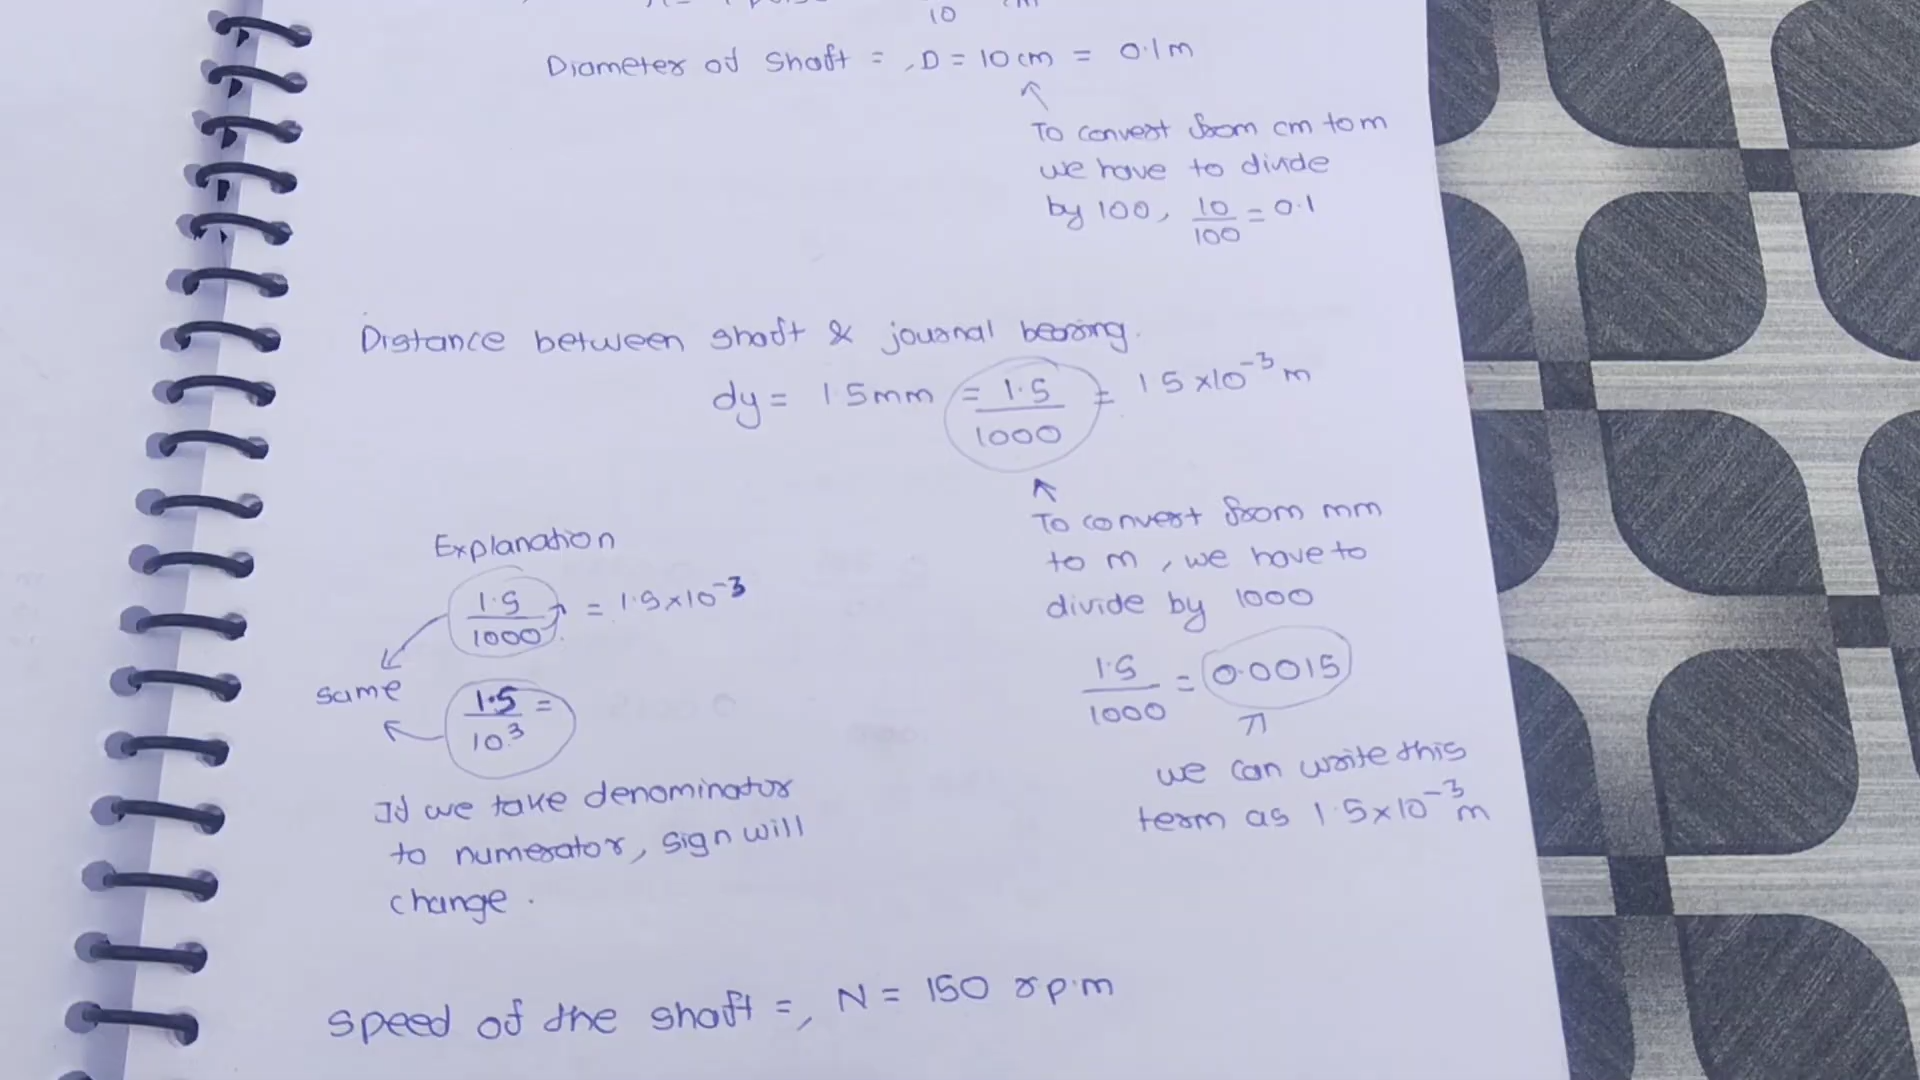 10
Diameter of shaft = , D = 10 cm = 0.1 m
To convert from cm to m
we have to divide
by 100, 10/100 = 0.1
Distance between shaft & journal bearing.
dy = 1.5 mm = 1.5/1000 = 1.5 x 10^-3 m
To convert from mm
to m, we have to
divide by 1000
1.5/1000 = 0.0015
we can write this
term as 1.5 x 10^-3 m
Explanation
1.5/1000 = 1.5 x 10^-3
same
1.5/10^3 =
If we take denominator
to numerator, sign will
change.
Speed of the shaft = , N = 150 r.p.m